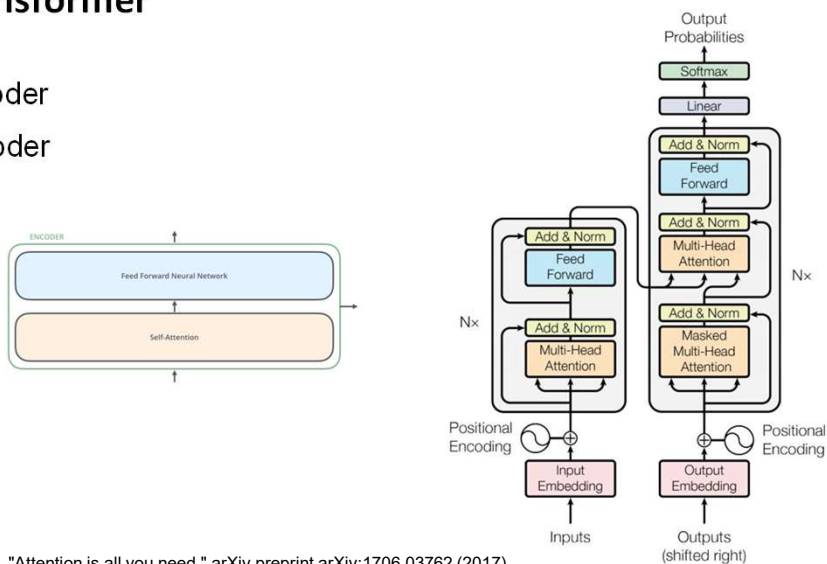 nsformer
oder
oder
ENCODER
Feed Forward Neural Network
Self-Attention
Output
Probabilities
Softmax
Linear
Add & Norm
Feed
Forward
Add & Norm
Multi-Head
Attention
Add & Norm
Masked
Multi-Head
Attention
Nx
Add & Norm
Feed
Forward
Add & Norm
Multi-Head
Attention
Nx
Positional
Encoding
Positional
Encoding
Input
Embedding
Output
Embedding
Inputs
Outputs
(shifted right)
"Attention is all you need." arXiv preprint arXiv:1706.03762 (2017)